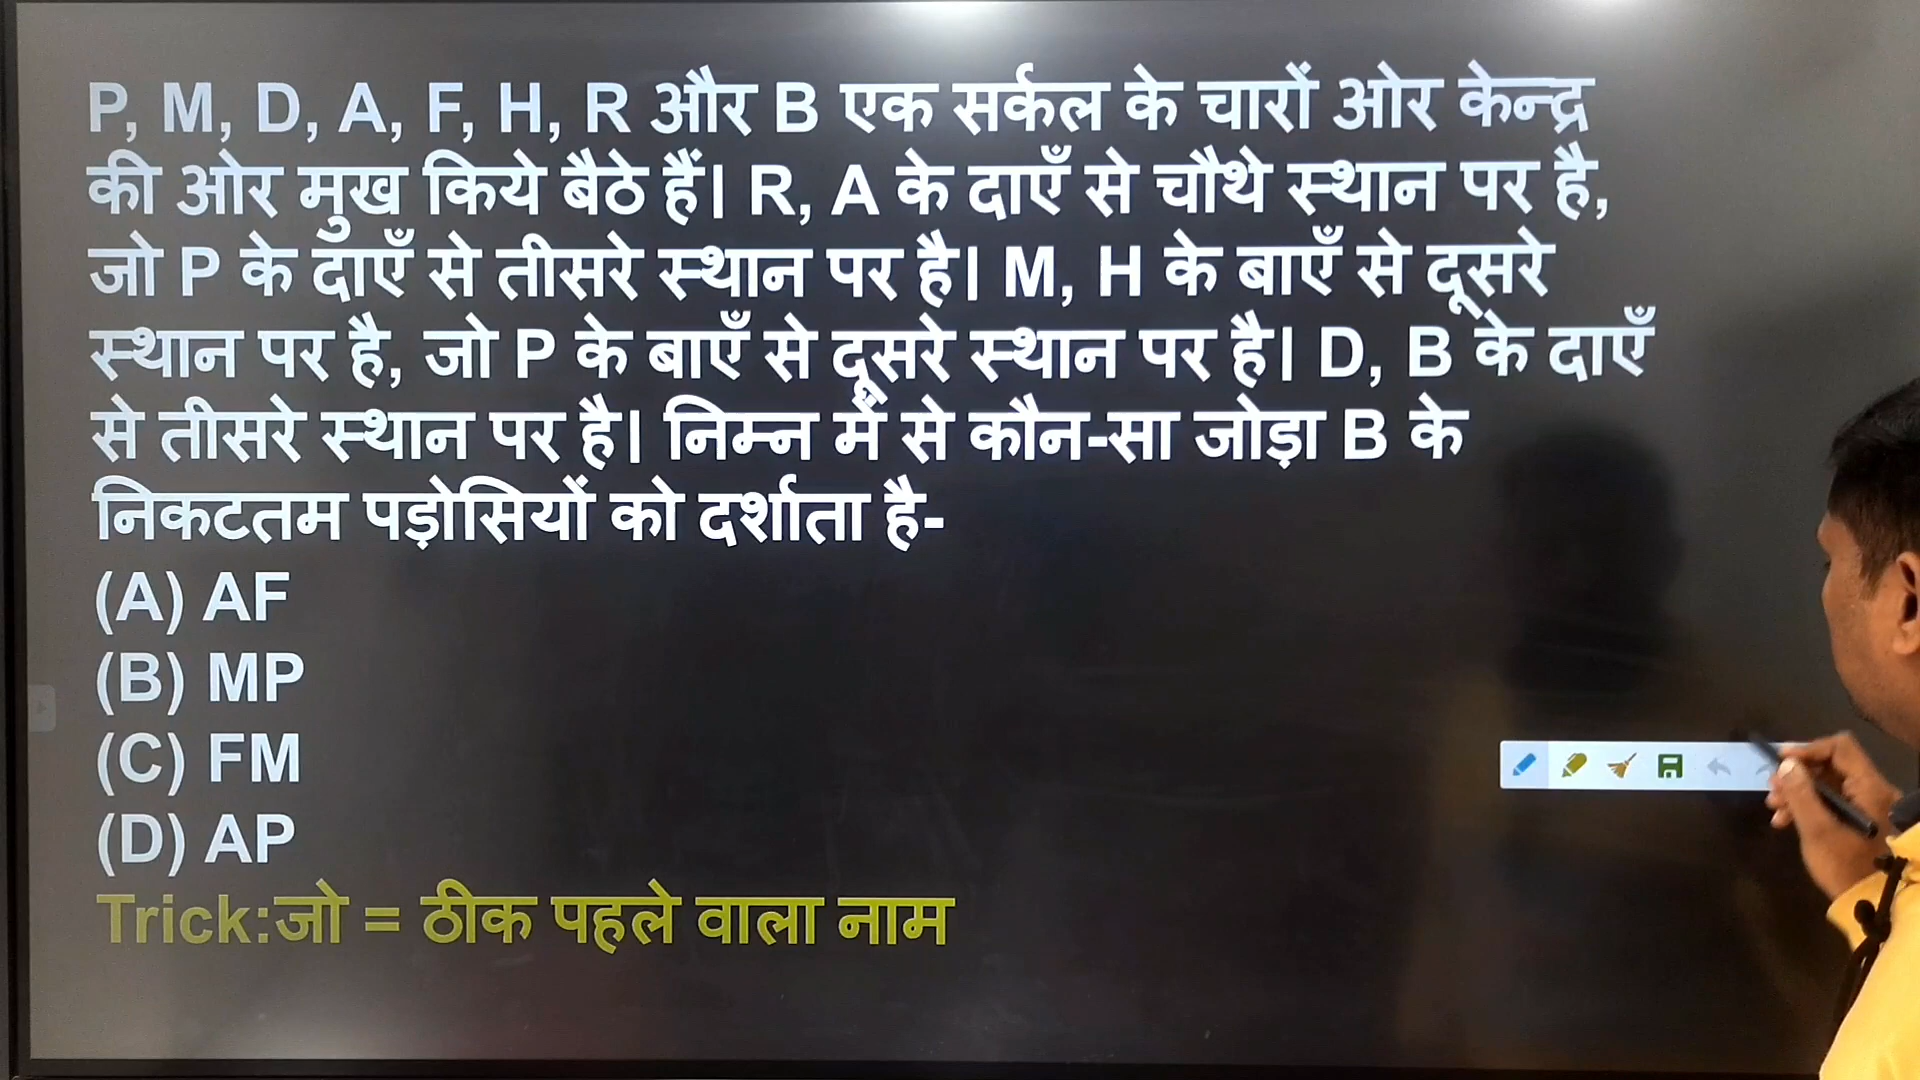 P, M, D, A, F, H, R और B एक सर्कल के चारों ओर केन्द्र
की ओर मुख किये बैठे हैं। R, A के दाएँ से चौथे स्थान पर है,
जो P के दाएँ से तीसरे स्थान पर है। M, H के बाएँ से दूसरे
स्थान पर है, जो P के बाएँ से दूसरे स्थान पर है। D, B के दाएँ
से तीसरे स्थान पर है। निम्न में से कौन-सा जोड़ा B के
निकटतम पड़ोसियों को दर्शाता है-
(A) AF
(B) MP
(C) FM
(D) AP
Trick:जो = ठीक पहले वाला नाम